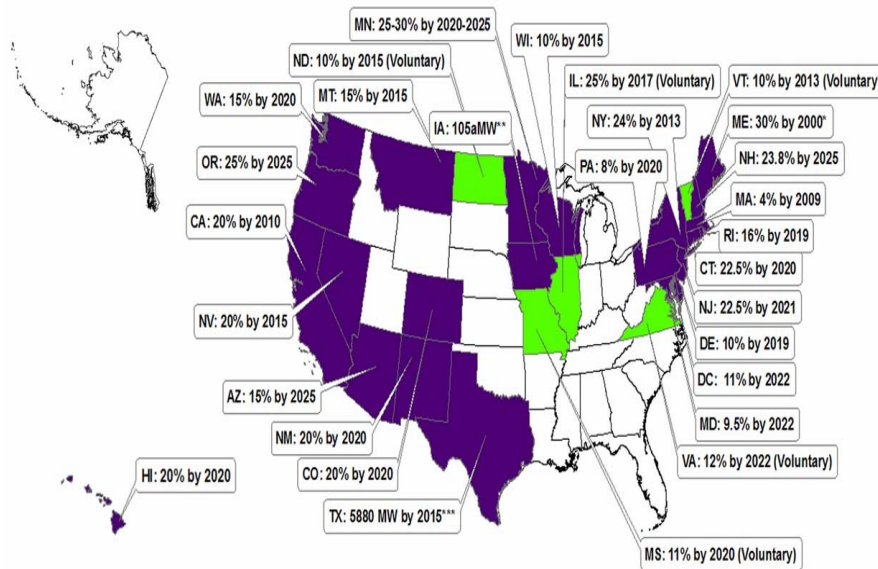 MN: 25-30% by 2020-2025
ND: 10% by 2015 (Voluntary)
WI: 10% by 2015
WA: 15% by 2020
MT: 15% by 2015
IL: 25% by 2017 (Voluntary)
VT: 10% by 2013 (Voluntary
IA: 105aMW**
NY: 24% by 2013
ME: 30% by 2000*
OR: 25% by 2025
PA: 8% by 2020
NH: 23.8% by 2025
MA: 4% by 2009
CA: 20% by 2010
RI: 16% by 2019
CT: 22.5% by 2020
NV: 20% by 2015
NJ: 22.5% by 2021
DE: 10% by 2019
DC: 11% by 2022
AZ: 15% by 2025
MD: 9.5% by 2022
NM: 20% by 2020
VA: 12% by 2022 (Voluntary)
CO: 20% by 2020
HI: 20% by 2020
TX: 5880 MW by 2015***
MS: 11% by 2020 (Voluntary)